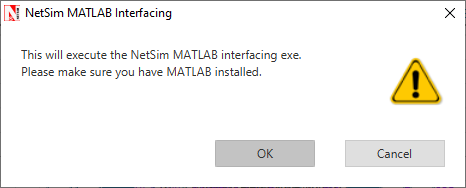 NetSim MATLAB Interfacing
This will execute the NetSim MATLAB interfacing exe.
Please make sure you have MATLAB installed.
OK
Cancel